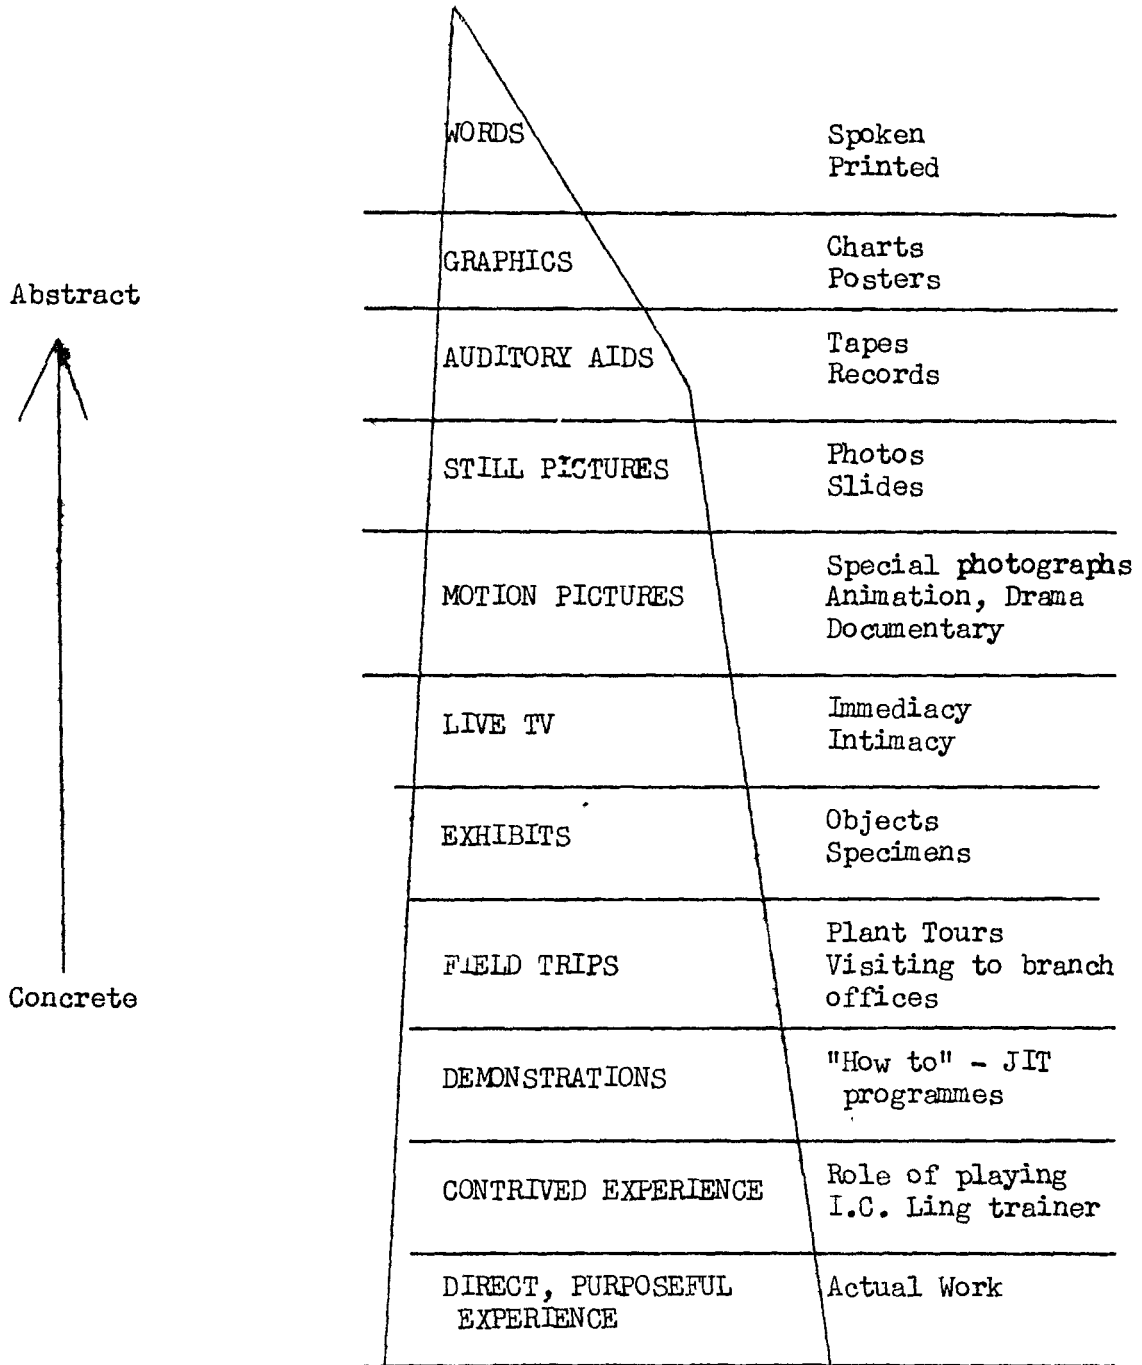 WORDS
Spoken
Printed
GRAPHICS
Charts
Posters
Abstract
AUDITORY AIDS
Tapes
Records
STILL PICTURES
Photos
Slides
MOTION PICTURES
Special photographs
Animation, Drama
Documentary
LIVE TV
Immediacy
Intimacy
EXHIBITS
Objects
Specimens
FIELD TRIPS
Plant Tours
Visiting to branch
offices
Concrete
DEMONSTRATIONS
"How to" - JIT
programmes
CONTRIVED EXPERIENCE
Role of playing
I.C. Ling trainer
DIRECT, PURPOSEFUL
EXPERIENCE
Actual Work